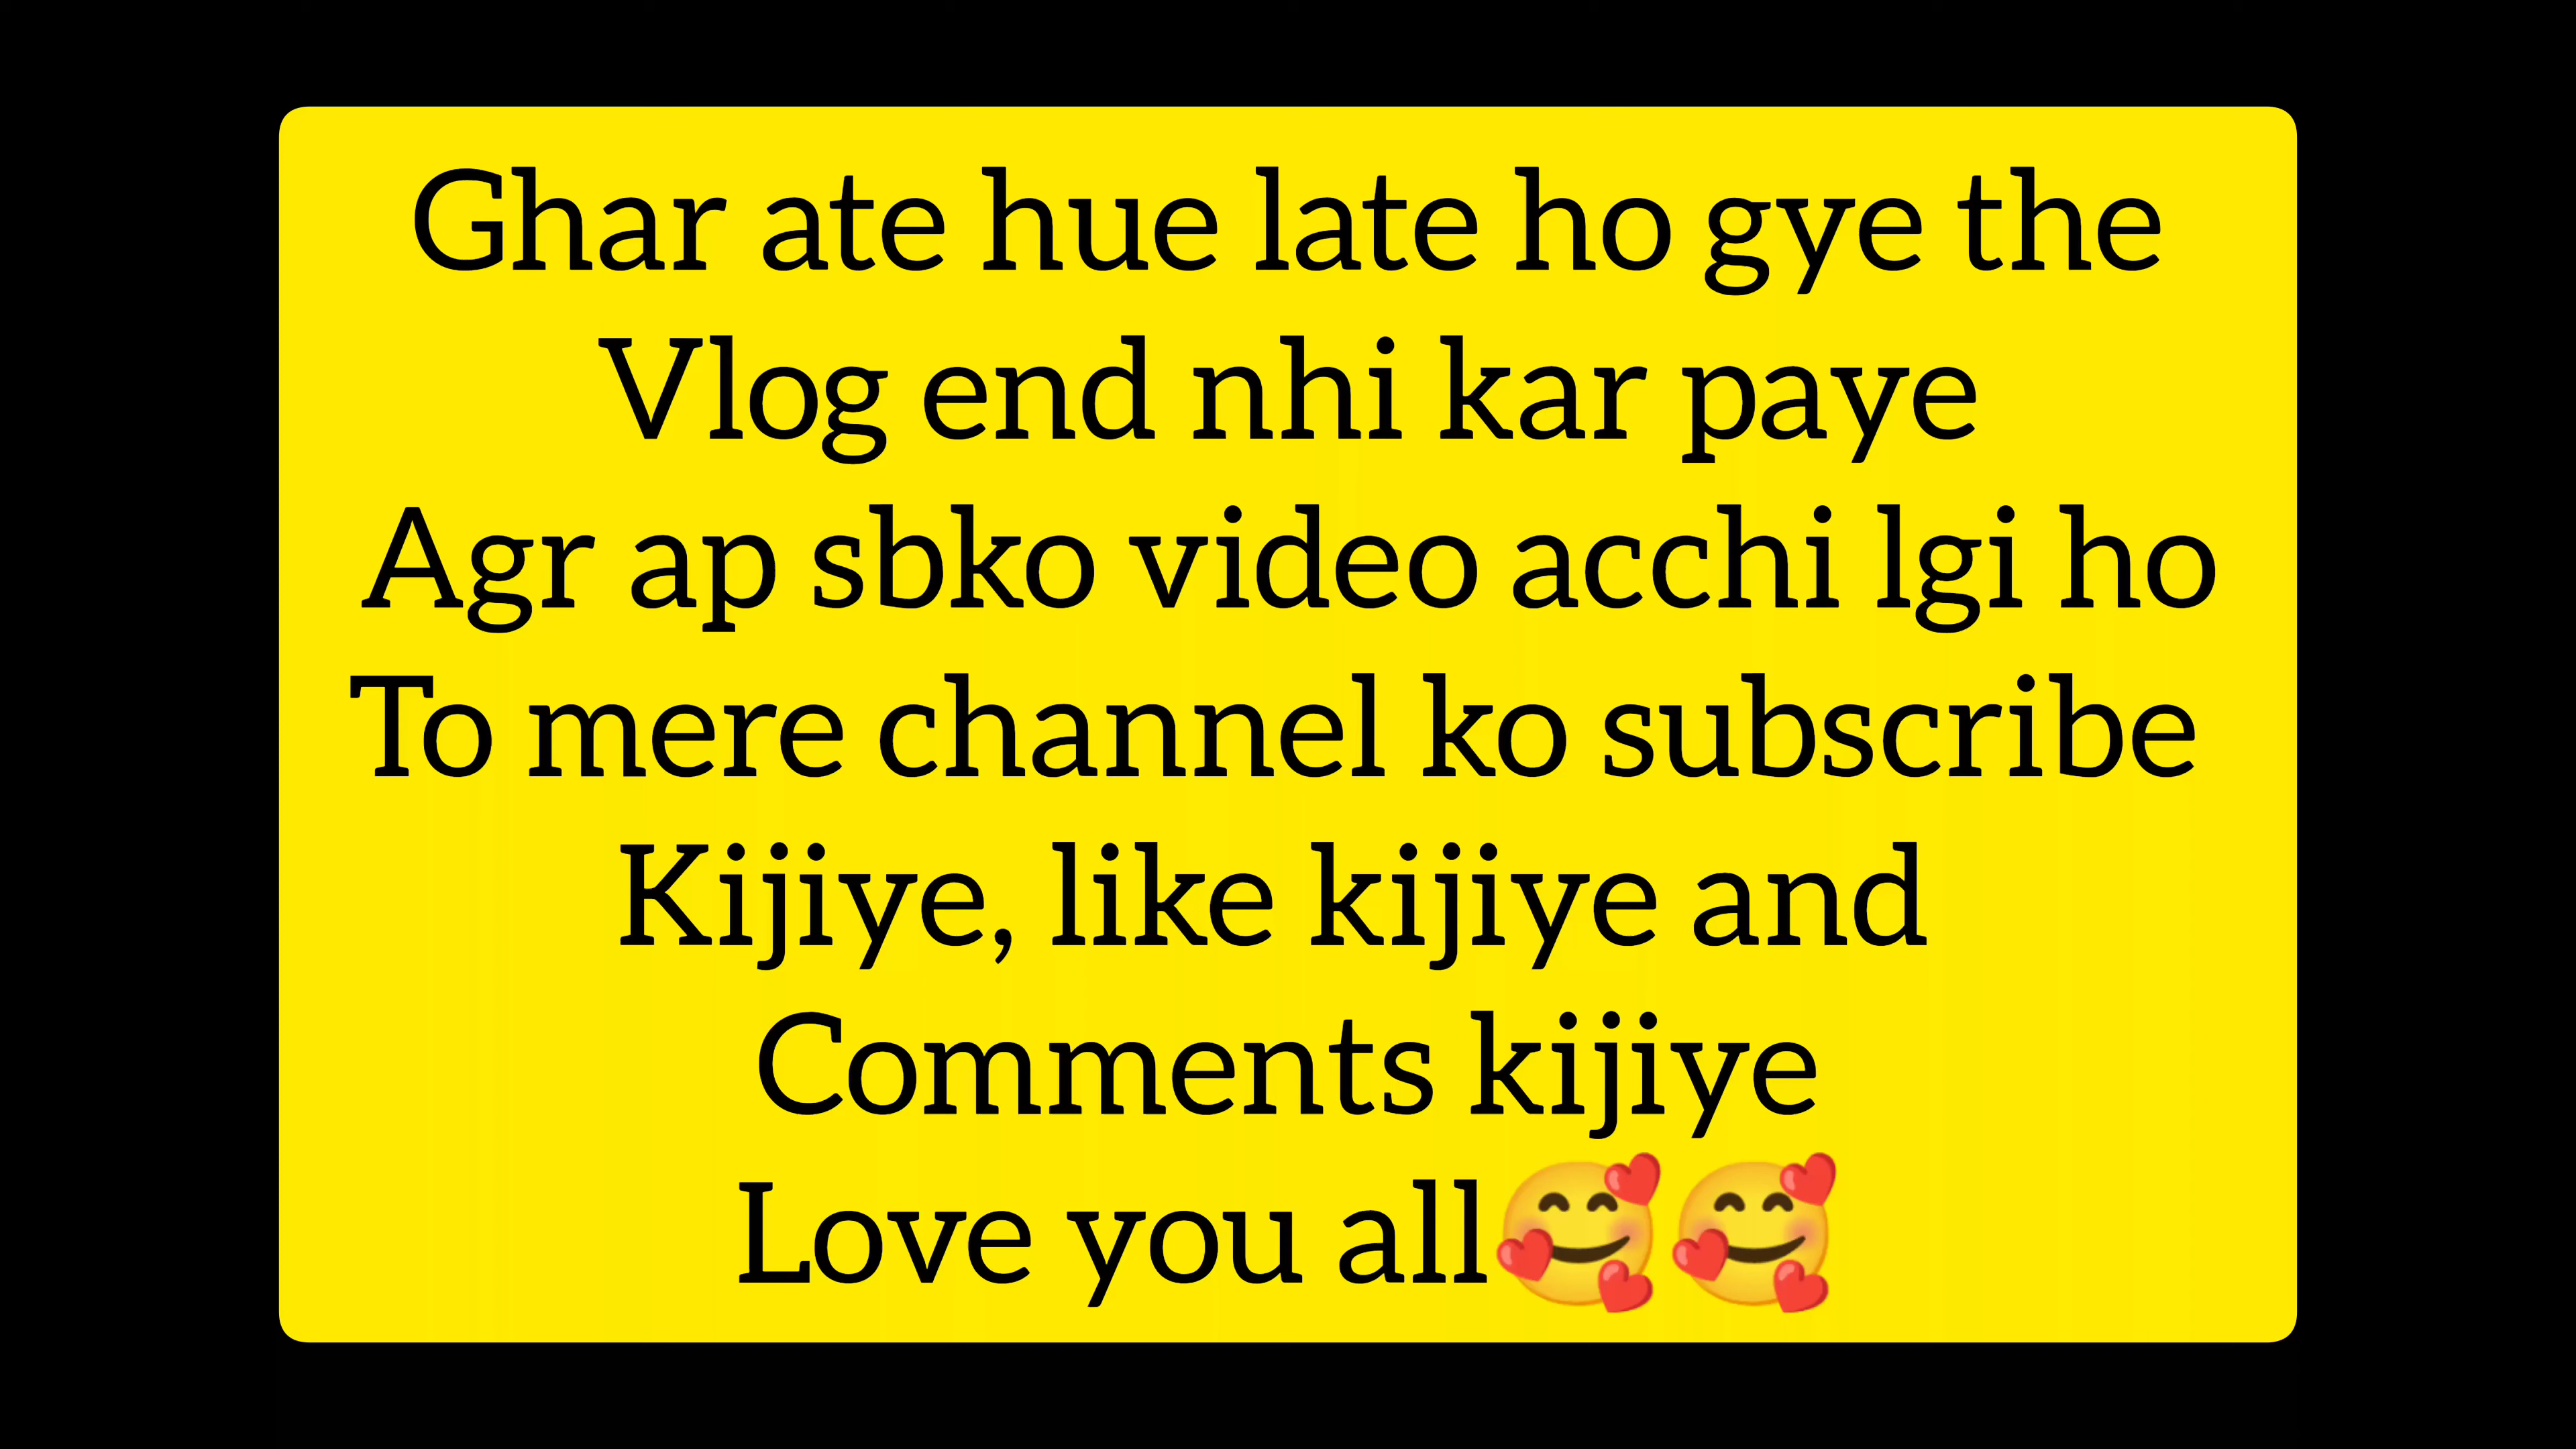 Ghar ate hue late ho gye the
Vlog end nhi kar paye
Agr ap sbko video acchi lgi ho
To mere channel ko subscribe
Kijiye, like kijiye and
Comments kijiye
Love you all🥰🥰